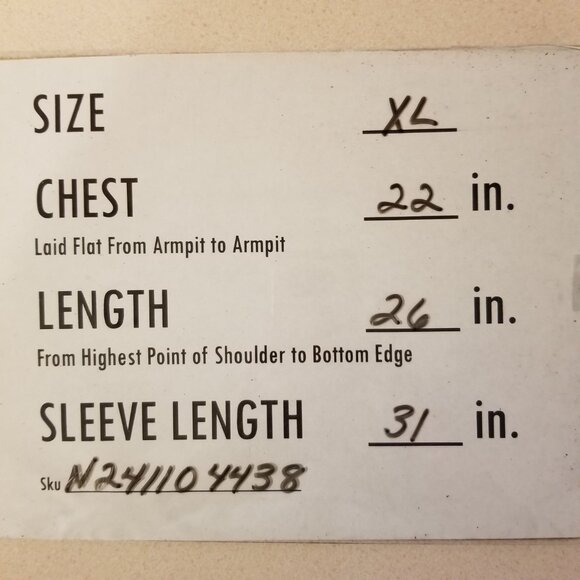 SIZE XL
CHEST 22 in.
Laid Flat From Armpit to Armpit
LENGTH 26 in.
From Highest Point of Shoulder to Bottom Edge
SLEEVE LENGTH 31 in.
Sku N241104438